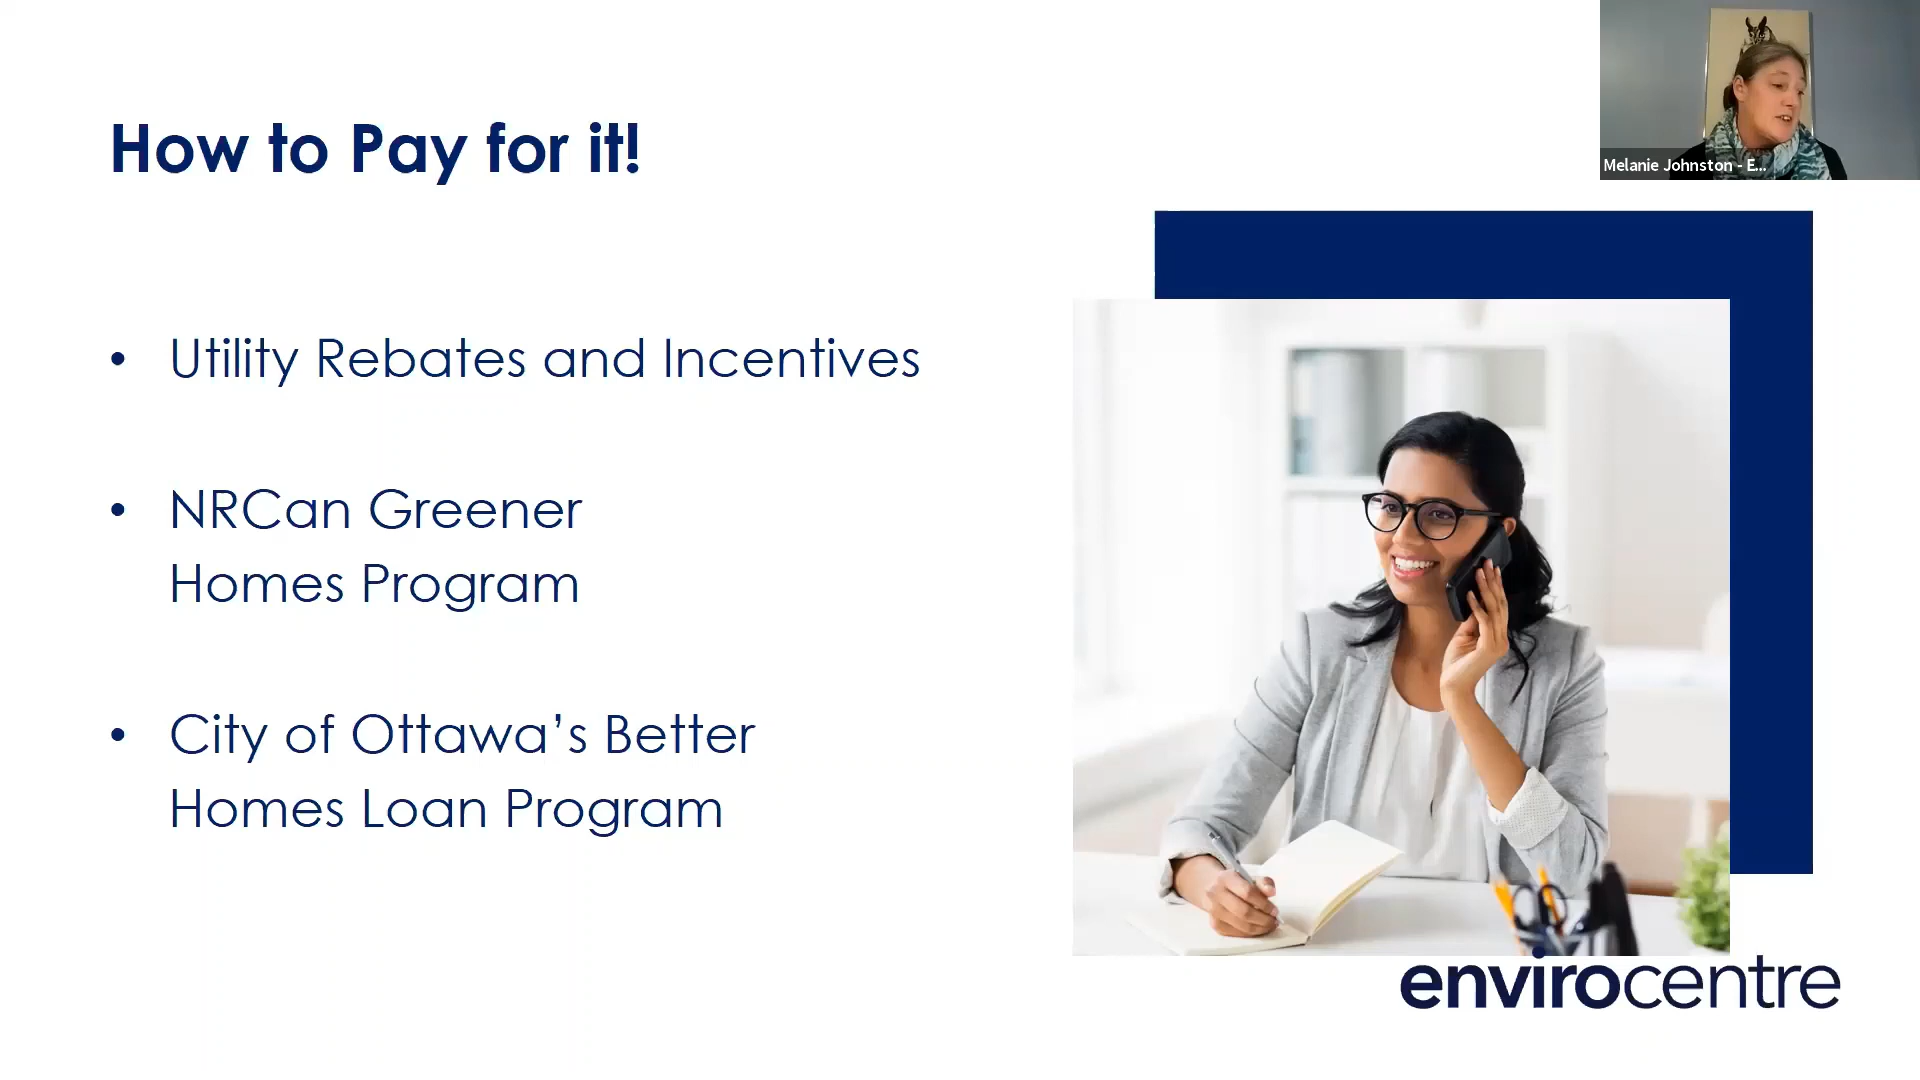 How to Pay for it!
• Utility Rebates and Incentives
• NRCan Greener
Homes Program
• City of Ottawa’s Better
Homes Loan Program
Melanie Johnston - E...
envirocentre